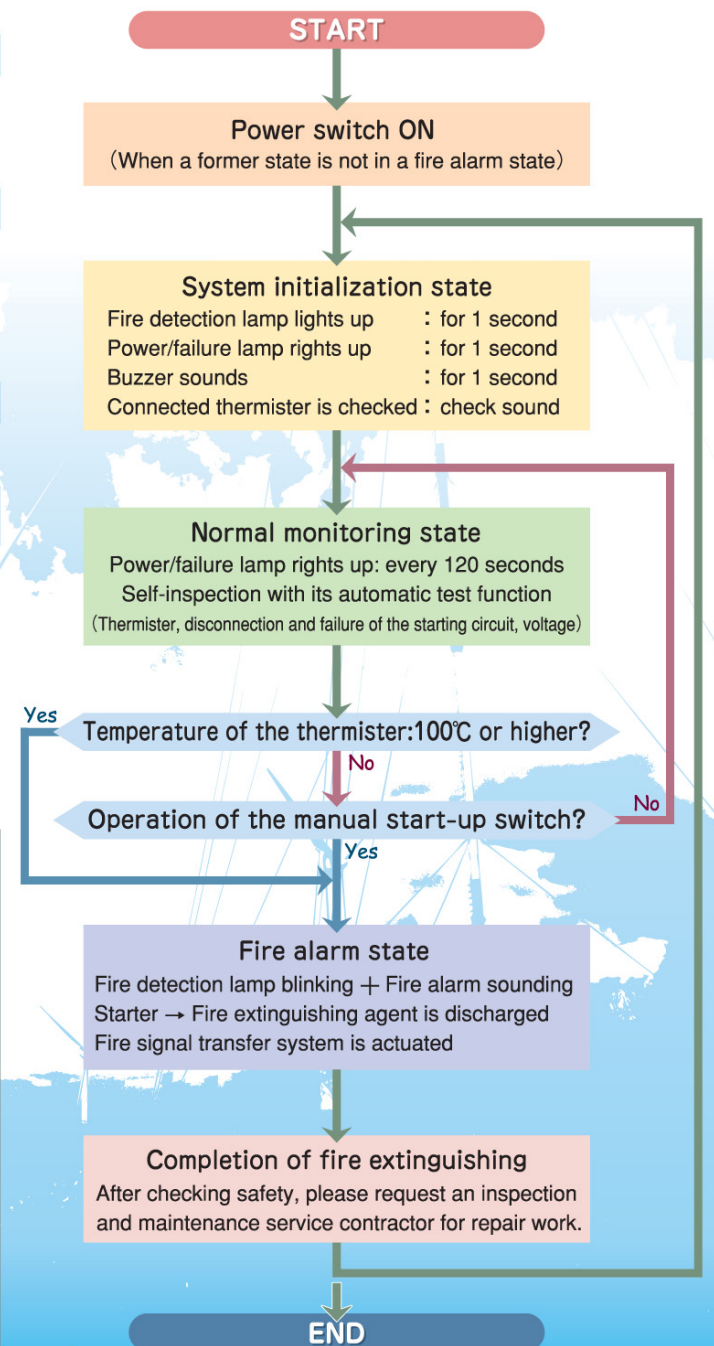 START
Power switch ON
(When a former state is not in a fire alarm state)
System initialization state
Fire detection lamp lights up : for 1 second
Power/failure lamp rights up : for 1 second
Buzzer sounds : for 1 second
Connected thermister is checked : check sound
Normal monitoring state
Power/failure lamp rights up: every 120 seconds
Self-inspection with its automatic test function
(Thermister, disconnection and failure of the starting circuit, voltage)
Yes
Temperature of the thermister:100℃ or higher?
No
Operation of the manual start-up switch?
No
Yes
Fire alarm state
Fire detection lamp blinking + Fire alarm sounding
Starter → Fire extinguishing agent is discharged
Fire signal transfer system is actuated
Completion of fire extinguishing
After checking safety, please request an inspection
and maintenance service contractor for repair work.
END